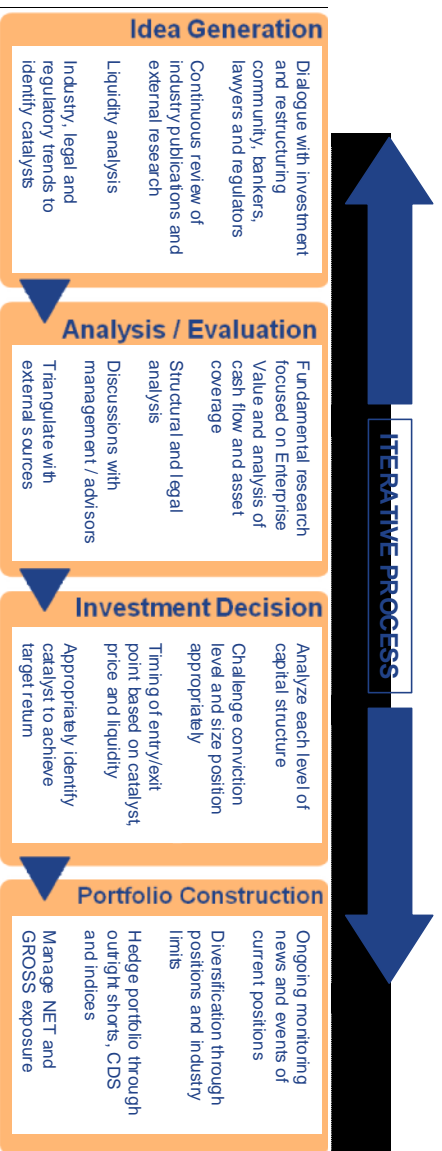 Idea Generation
Dialogue with investment
and restructuring
community, bankers,
lawyers and regulators
Continuous review of
industry publications and
external research
Liquidity analysis
Industry, legal and
regulatory trends to
identify catalysts
Analysis / Evaluation
Fundamental research
focused on Enterprise
Value and analysis of
cash flow and asset
coverage
Structural and legal
analysis
Discussions with
management / advisors
Triangulate with
external sources
Investment Decision
Analyze each level of
capital structure
Challenge conviction
level and size position
appropriately
Timing of entry/exit
point based on catalyst,
price and liquidity
Appropriately identify
catalyst to achieve
target return
Portfolio Construction
Ongoing monitoring
news and events of
current positions
Diversification through
positions and industry
limits
Hedge portfolio through
outright shorts, CDS
and indices
Manage NET and
GROSS exposure
ITERATIVE PROCESS